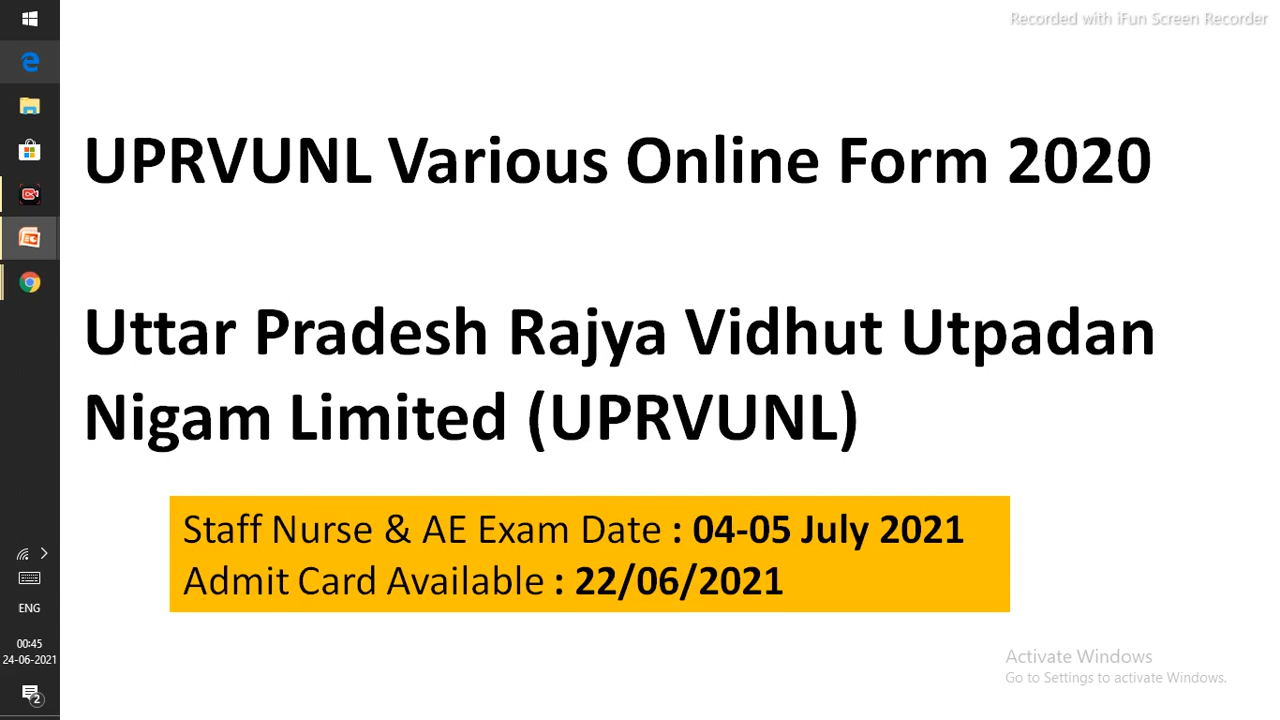 Recorded with iFun Screen Recorder
UPRVUNL Various Online Form 2020
Uttar Pradesh Rajya Vidhut Utpadan
Nigam Limited (UPRVUNL)
Staff Nurse & AE Exam Date : 04-05 July 2021
Admit Card Available : 22/06/2021
ENG
00:45
24-06-2021
2
Activate Windows
Go to Settings to activate Windows.